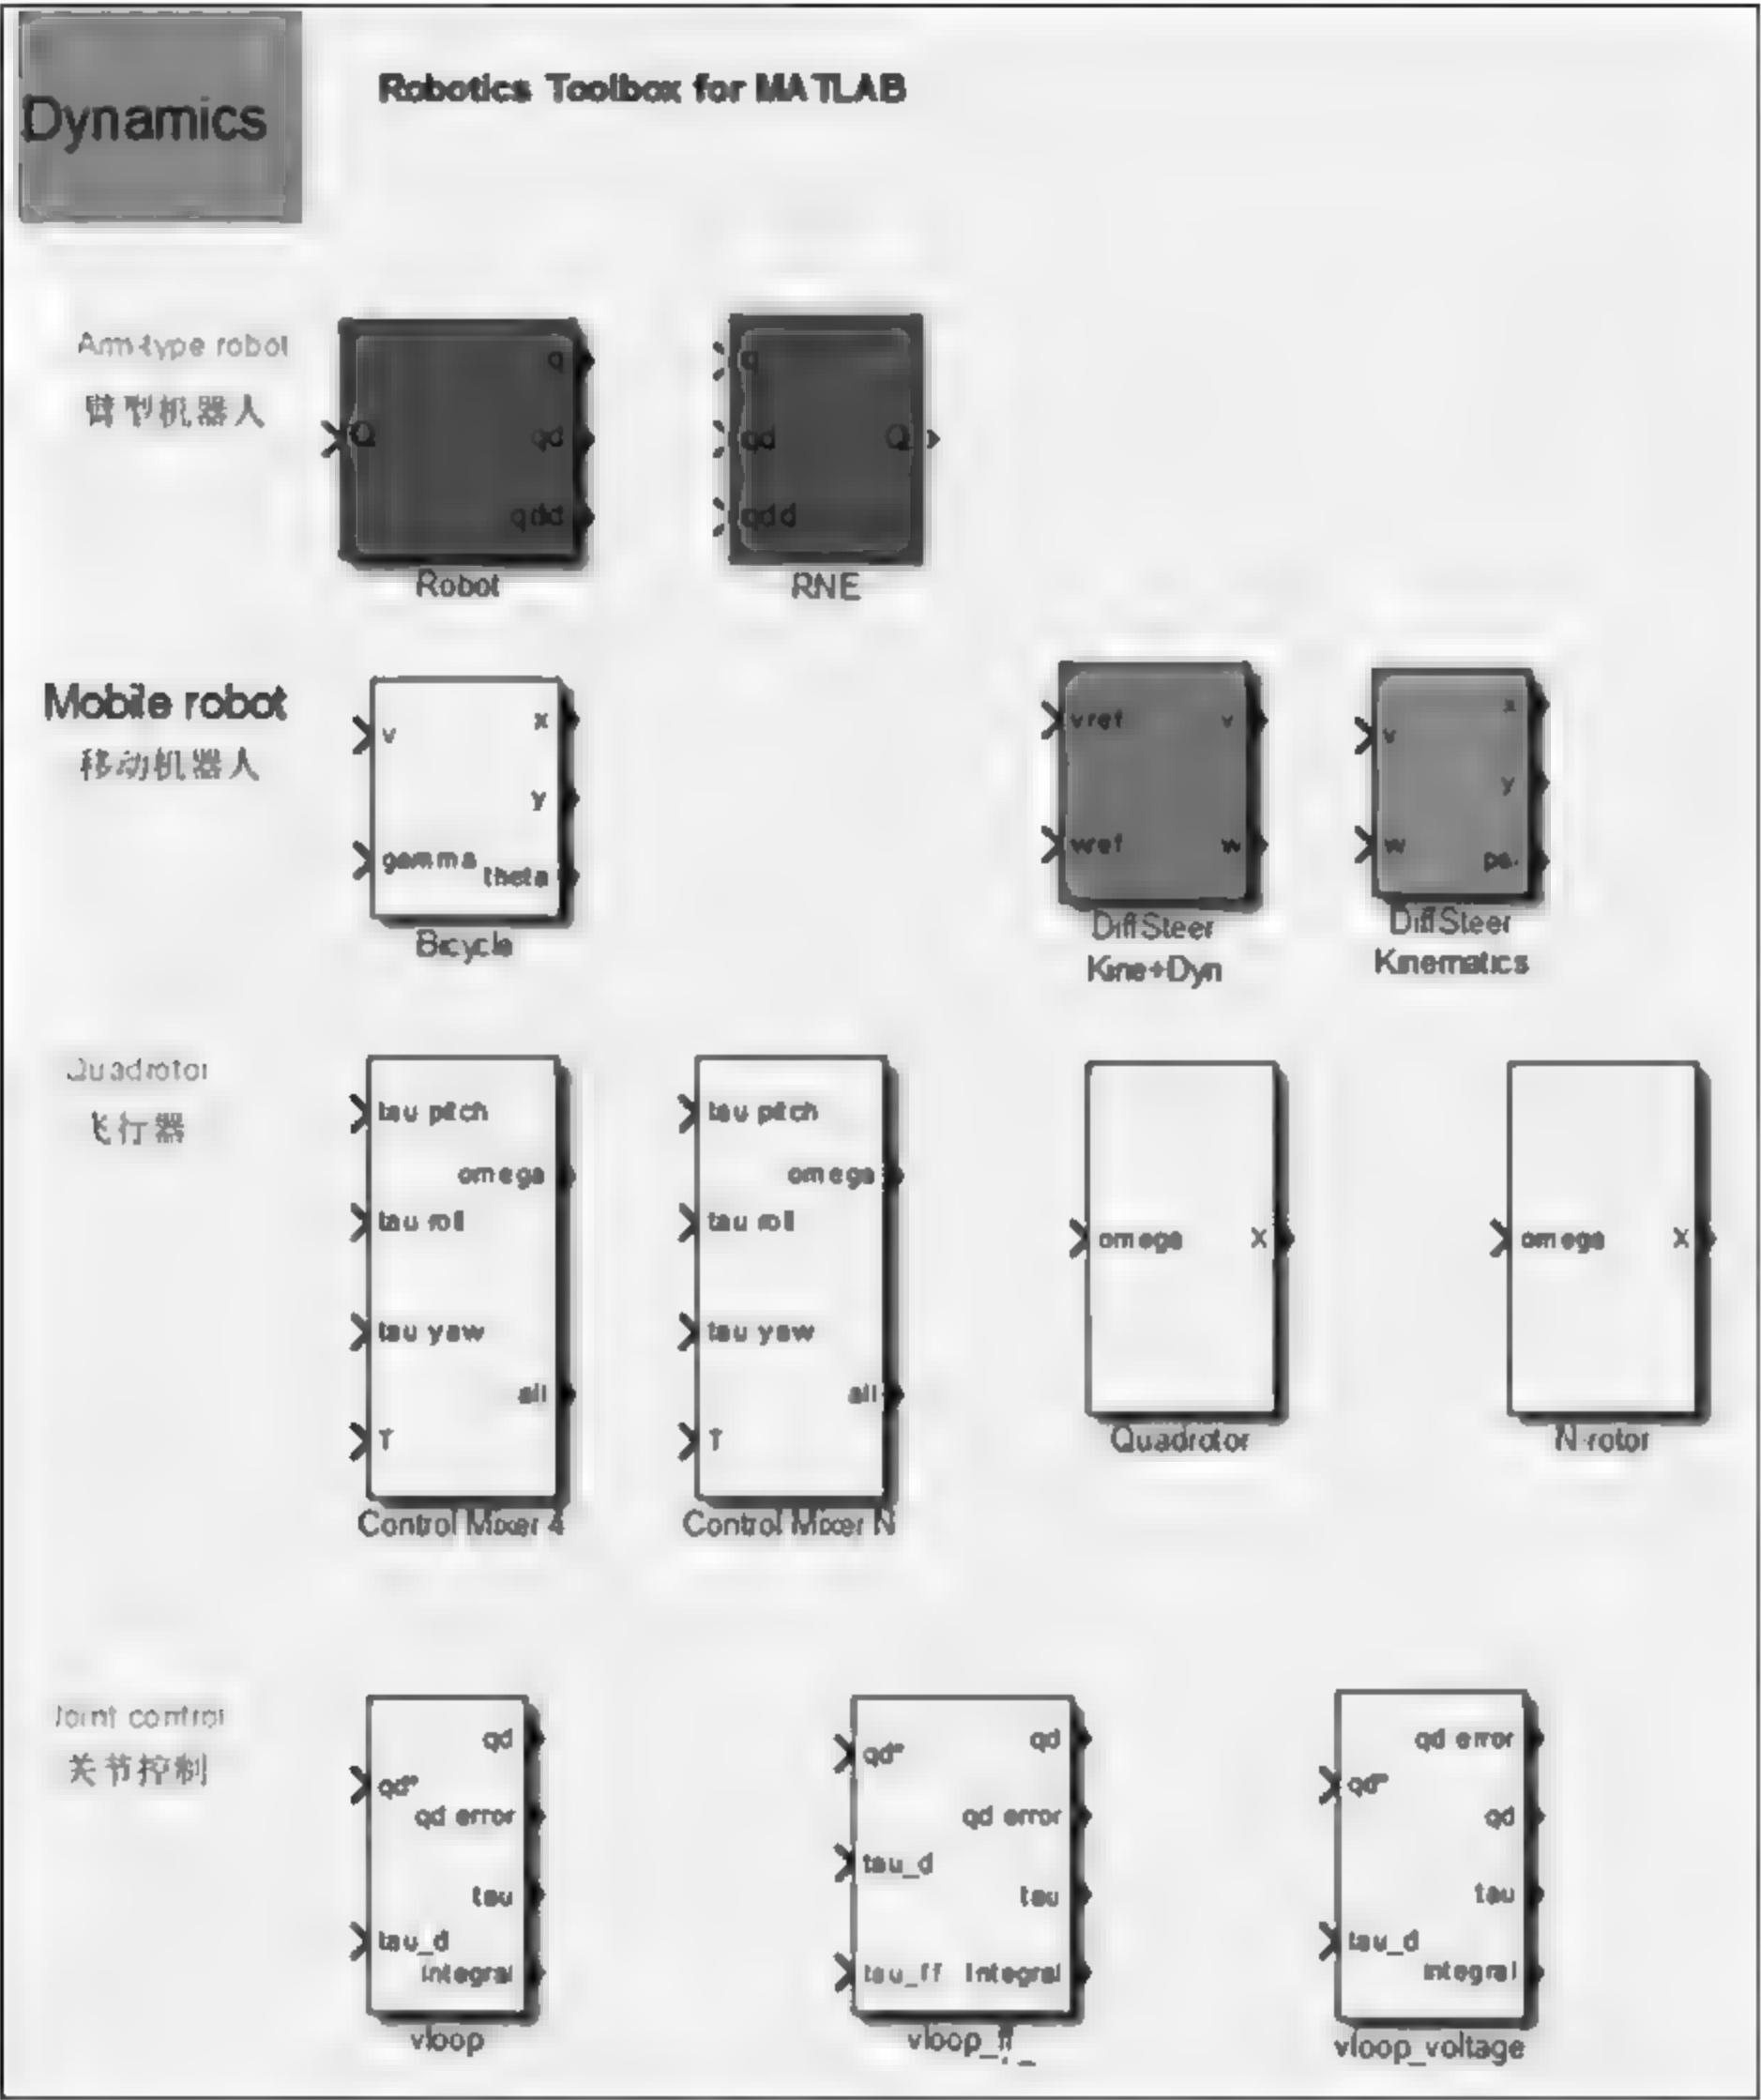 Dynamics
Robotics Toolbox for MATLAB
Arm-type robot
臂型机器人
Q
q
qd
qdd
Robot
q
qd
qdd
Q
RNE
Mobile robot
移动机器人
v
gamma
x
y
theta
Bicycle
vref
wref
v
w
DiffSteer
Kine+Dyn
v
w
x
y
DiffSteer
Kinematics
Quadrotor
飞行器
tau pitch
tau roll
tau yaw
T
omega
all
Control Mixer 4
tau pitch
tau roll
tau yaw
T
omega
all
Control Mixer N
omega
X
Quadrotor
omega
X
N-rotor
Joint control
关节控制
qd*
tau_d
qd
qd error
tau
integral
vloop
qd*
tau_d
tau_ff
qd
qd error
tau
Integral
qd*
tau_d
qd error
qd
tau
integral
vloop_voltage